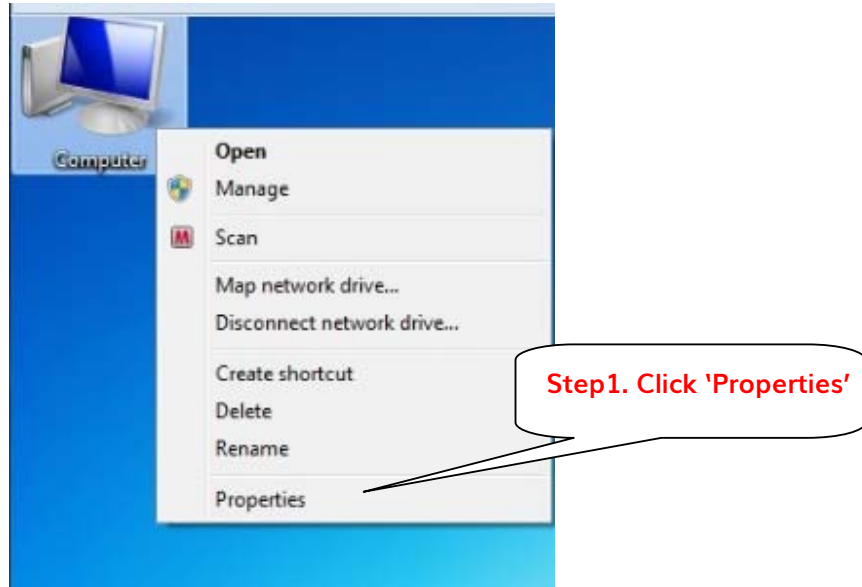 Computer
Open
Manage
Scan
Map network drive...
Disconnect network drive...
Create shortcut
Delete
Rename
Properties
Step1. Click ‘Properties’